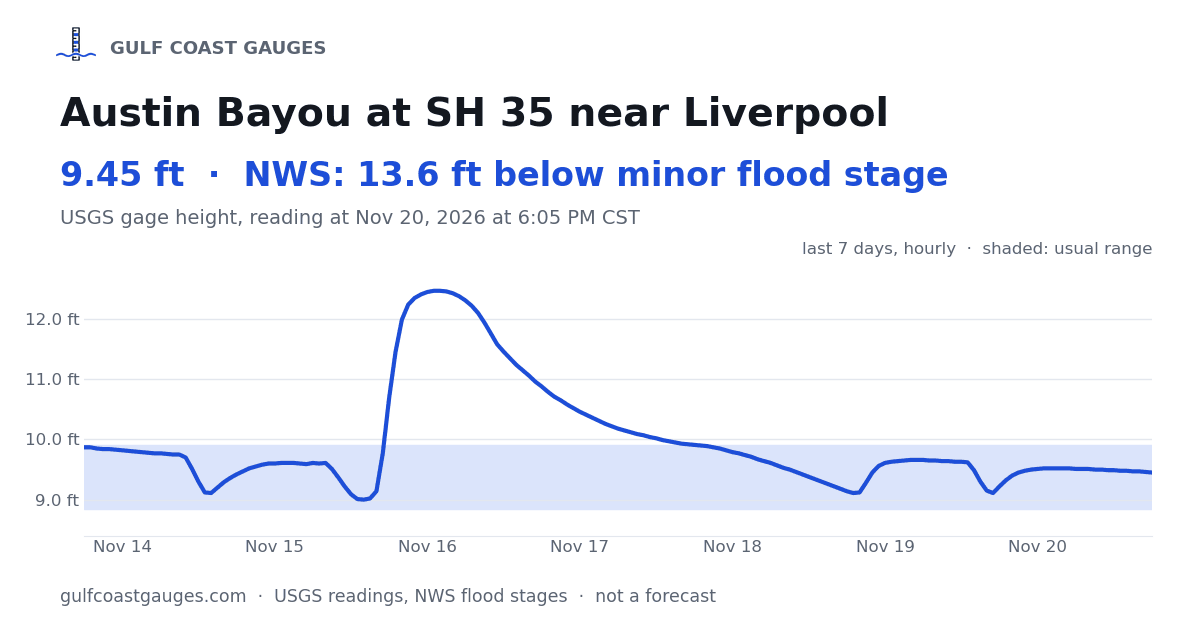 GULF COAST GAUGES
Austin Bayou at SH 35 near Liverpool
9.45 ft · NWS: 13.6 ft below minor flood stage
USGS gage height, reading at Nov 20, 2026 at 6:05 PM CST
last 7 days, hourly · shaded: usual range
12.0 ft
11.0 ft
10.0 ft
9.0 ft
Nov 14 Nov 15 Nov 16 Nov 17 Nov 18 Nov 19 Nov 20
gulfcoastgauges.com · USGS readings, NWS flood stages · not a forecast